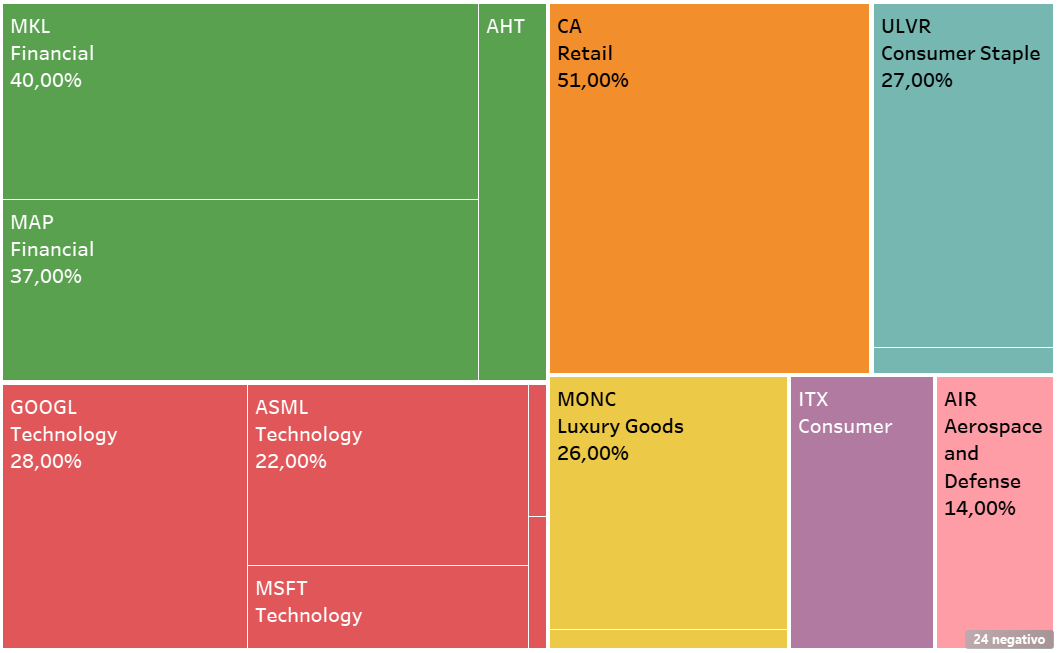 MKL
Financial
40,00%
AHT
MAP
Financial
37,00%
CA
Retail
51,00%
ULVR
Consumer Staple
27,00%
GOOGL
Technology
28,00%
ASML
Technology
22,00%
MSFT
Technology
MONC
Luxury Goods
26,00%
ITX
Consumer
AIR
Aerospace
and
Defense
14,00%
24 negativo